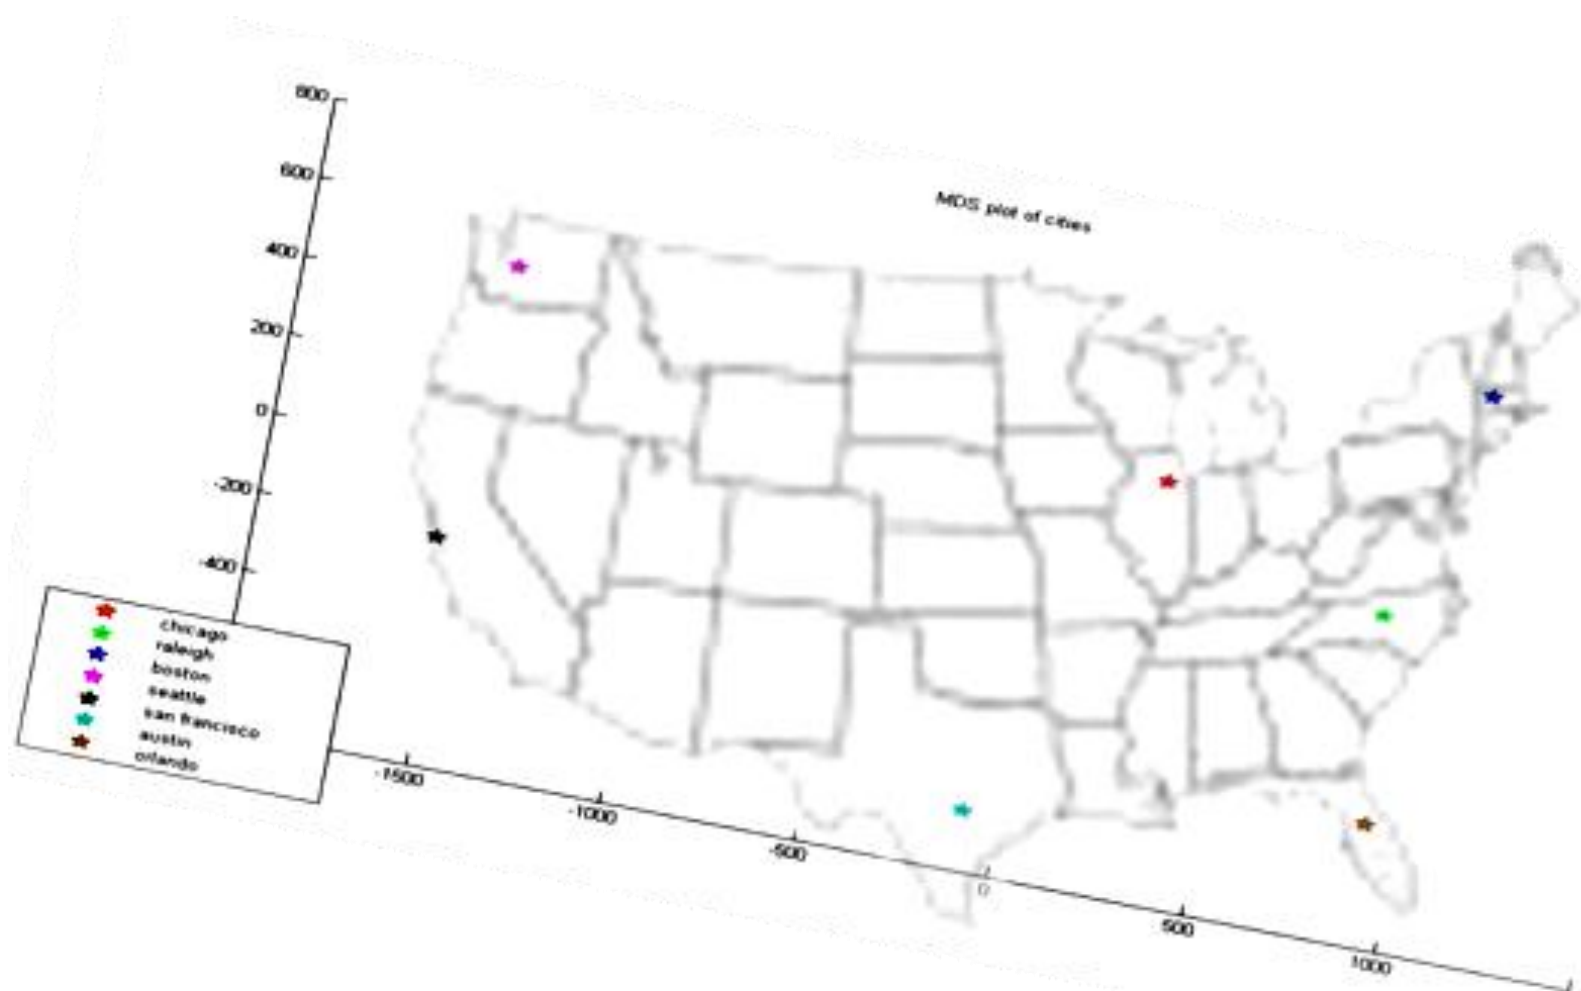 MDS plot of cities
800
600
400
200
0
-200
-400
chicago
raleigh
boston
seattle
san francisco
austin
orlando
-1500
-1000
-500
0
500
1000